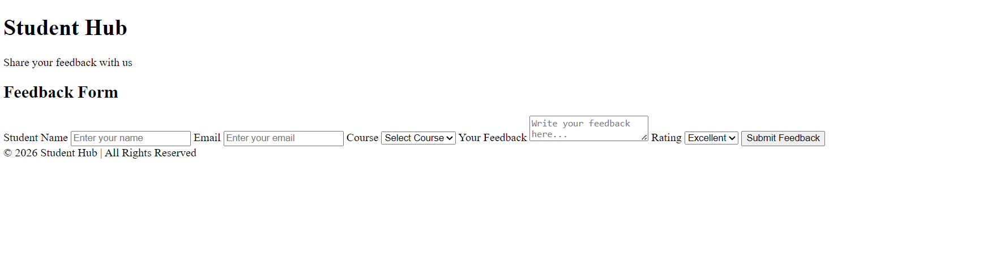 Student Hub
Share your feedback with us
Feedback Form
Student Name Enter your name Email Enter your email Course Select Course Your Feedback Write your feedback here... Rating Excellent Submit Feedback
© 2026 Student Hub | All Rights Reserved